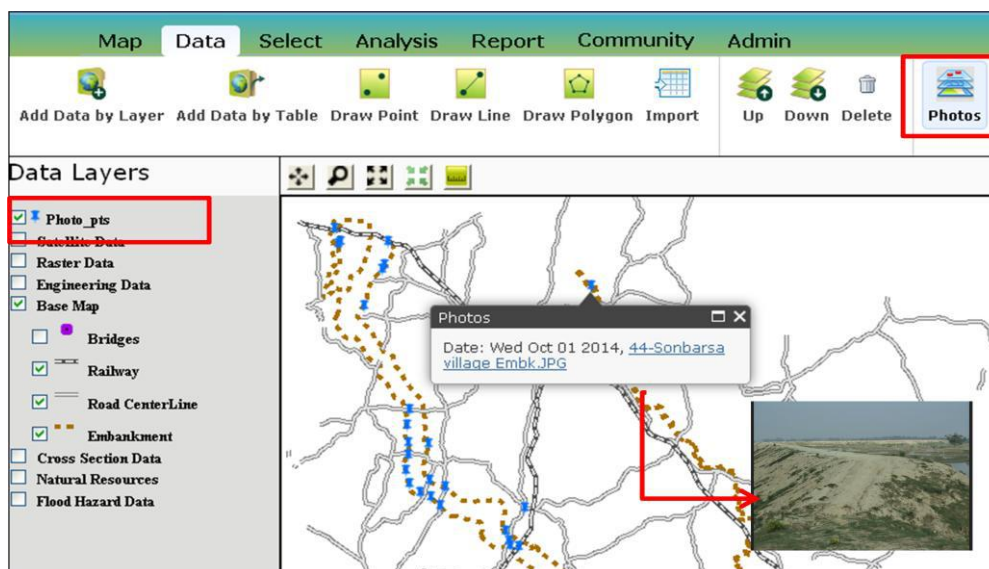 Map Data Select Analysis Report Community Admin
Add Data by Layer Add Data by Table Draw Point Draw Line Draw Polygon Import Up Down Delete Photos
Data Layers
Photo_pts
Satellite Data
Raster Data
Engineering Data
Base Map
Bridges
Railway
Road CenterLine
Embankment
Cross Section Data
Natural Resources
Flood Hazard Data
Photos
Date: Wed Oct 01 2014, 44-Sonbarsa
village Embk.JPG